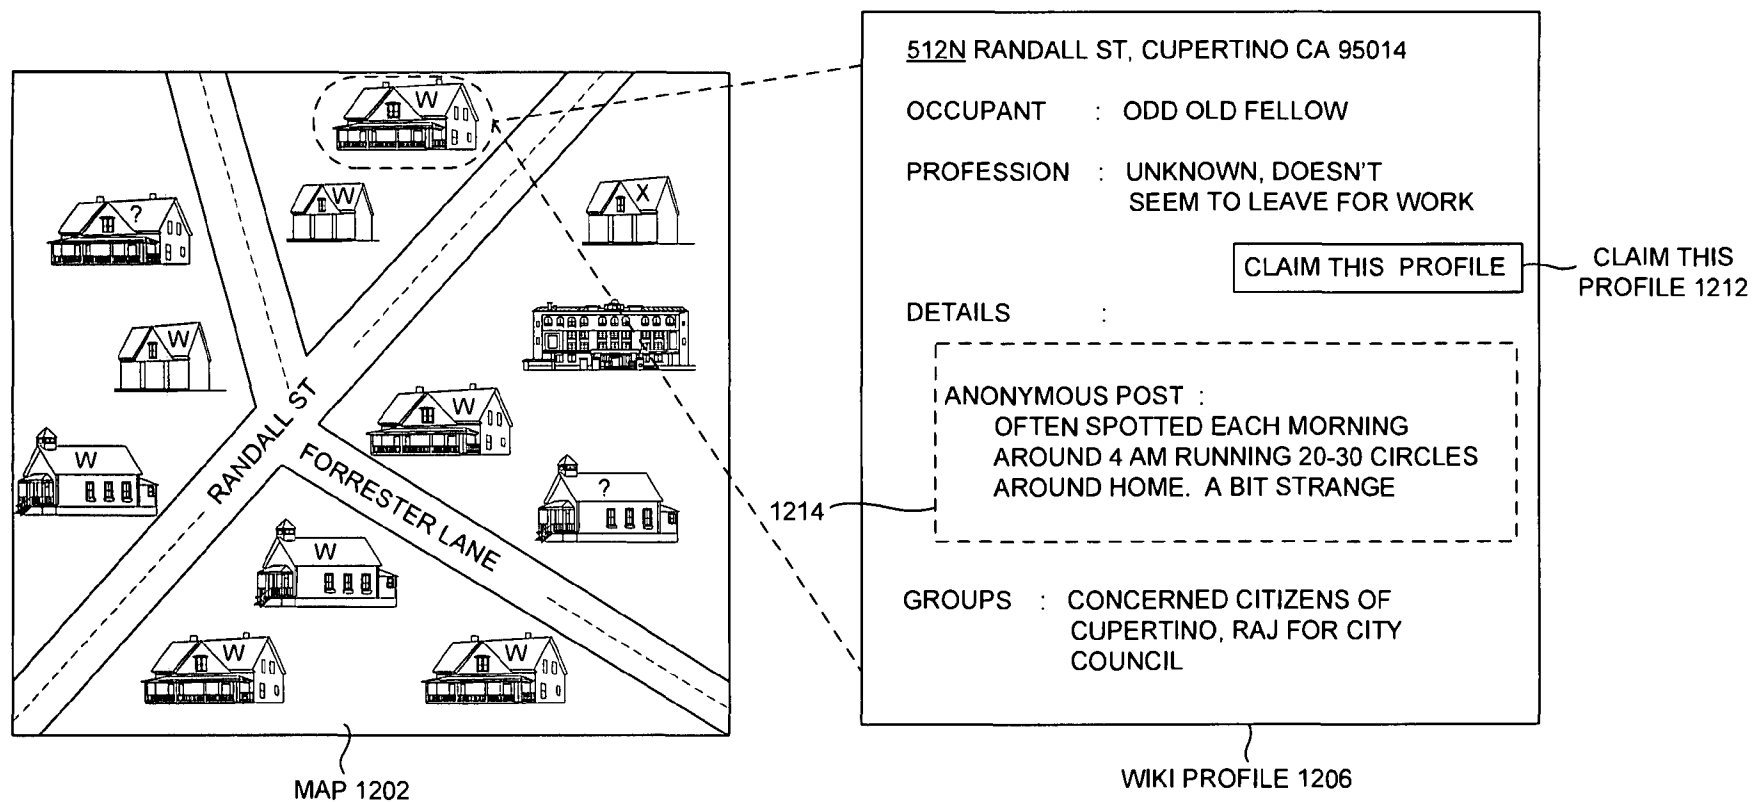 W
W
X
?
W
W
W
?
W
W
W
RANDALL ST
FORRESTER LANE
MAP 1202
512N RANDALL ST, CUPERTINO CA 95014
OCCUPANT : ODD OLD FELLOW
PROFESSION : UNKNOWN, DOESN'T
SEEM TO LEAVE FOR WORK
CLAIM THIS PROFILE
CLAIM THIS
PROFILE 1212
DETAILS :
ANONYMOUS POST :
OFTEN SPOTTED EACH MORNING
AROUND 4 AM RUNNING 20-30 CIRCLES
AROUND HOME. A BIT STRANGE
1214
GROUPS : CONCERNED CITIZENS OF
CUPERTINO, RAJ FOR CITY
COUNCIL
WIKI PROFILE 1206